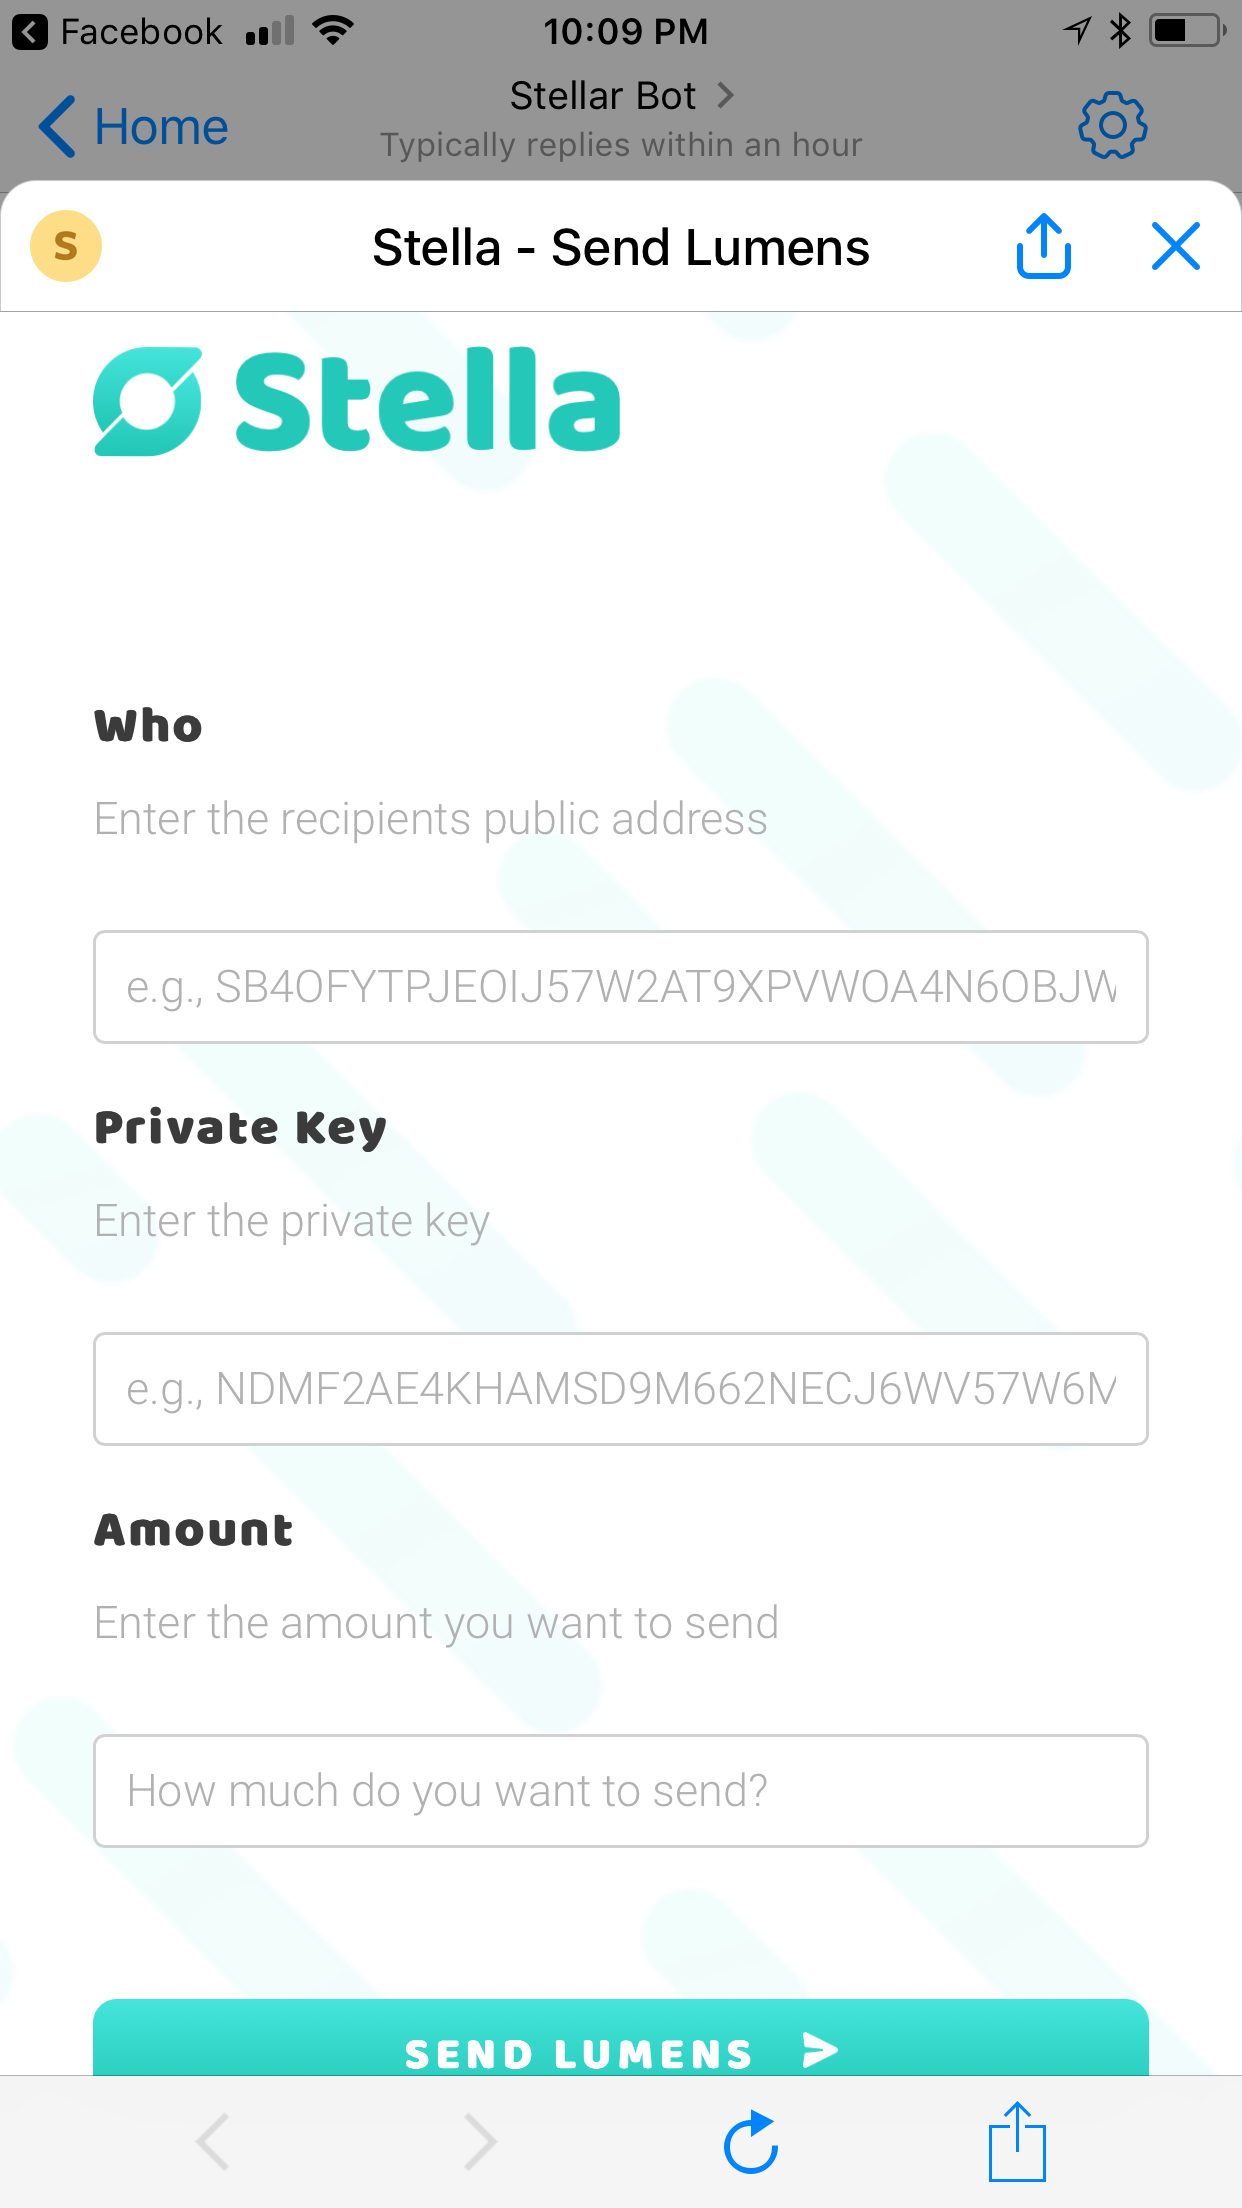 Facebook 10:09 PM
Home
Stellar Bot
Typically replies within an hour
S Stella - Send Lumens
Stella
Who
Enter the recipients public address
e.g., SB4OFYTPJEOIJ57W2AT9XPVWOA4N6OBJW
Private Key
Enter the private key
e.g., NDMF2AE4KHAMSD9M662NECJ6WV57W6M
Amount
Enter the amount you want to send
How much do you want to send?
SEND LUMENS